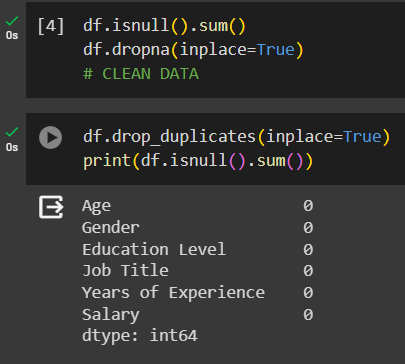 0s
[4]
df.isnull().sum()
df.dropna(inplace=True)
# CLEAN DATA
0s
df.drop_duplicates(inplace=True)
print(df.isnull().sum())
Age 0
Gender 0
Education Level 0
Job Title 0
Years of Experience 0
Salary 0
dtype: int64